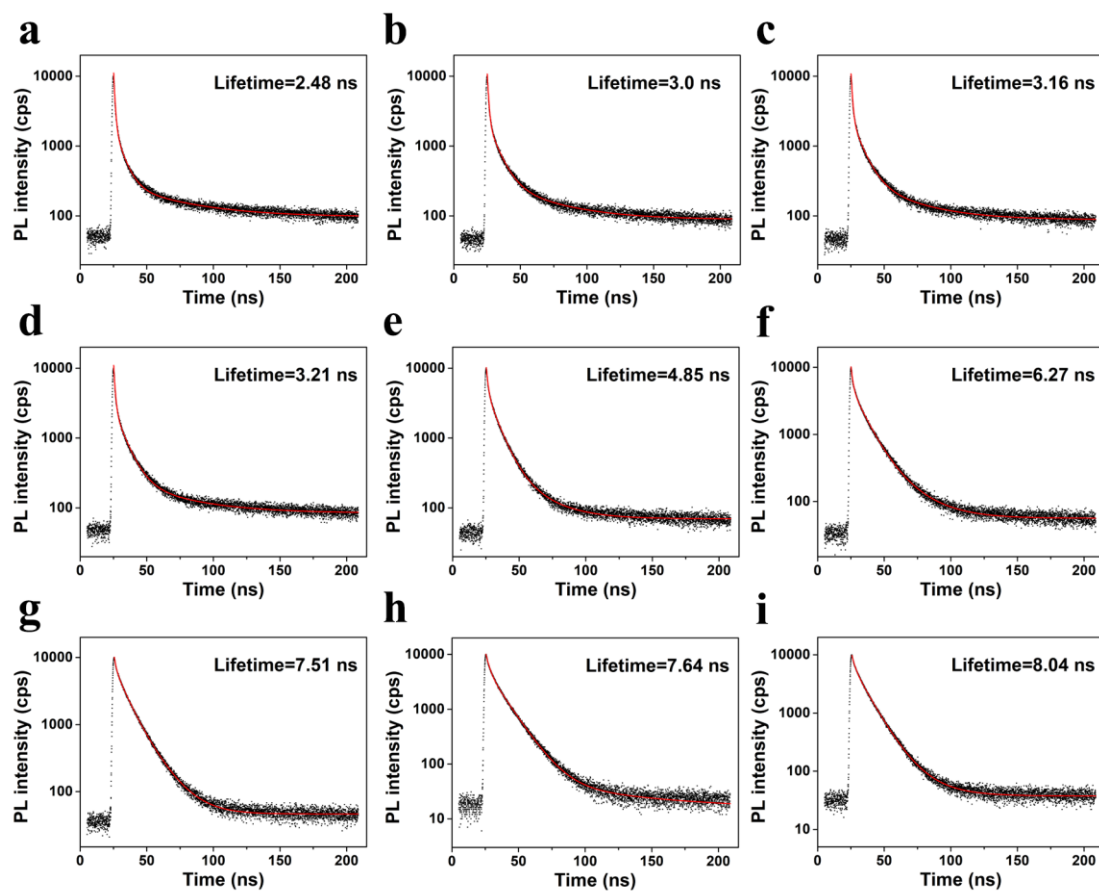 a
b
c
Lifetime=2.48 ns
Lifetime=3.0 ns
Lifetime=3.16 ns
PL intensity (cps)
10000
1000
100
0 50 100 150 200
Time (ns)
PL intensity (cps)
10000
1000
100
0 50 100 150 200
Time (ns)
PL intensity (cps)
10000
1000
100
0 50 100 150 200
Time (ns)
d
e
f
Lifetime=3.21 ns
Lifetime=4.85 ns
Lifetime=6.27 ns
PL intensity (cps)
10000
1000
100
0 50 100 150 200
Time (ns)
PL intensity (cps)
10000
1000
100
0 50 100 150 200
Time (ns)
PL intensity (cps)
10000
1000
100
0 50 100 150 200
Time (ns)
g
h
i
Lifetime=7.51 ns
Lifetime=7.64 ns
Lifetime=8.04 ns
PL intensity (cps)
10000
1000
100
0 50 100 150 200
Time (ns)
PL intensity (cps)
10000
1000
100
10
0 50 100 150 200
Time (ns)
PL intensity (cps)
10000
1000
100
10
0 50 100 150 200
Time (ns)